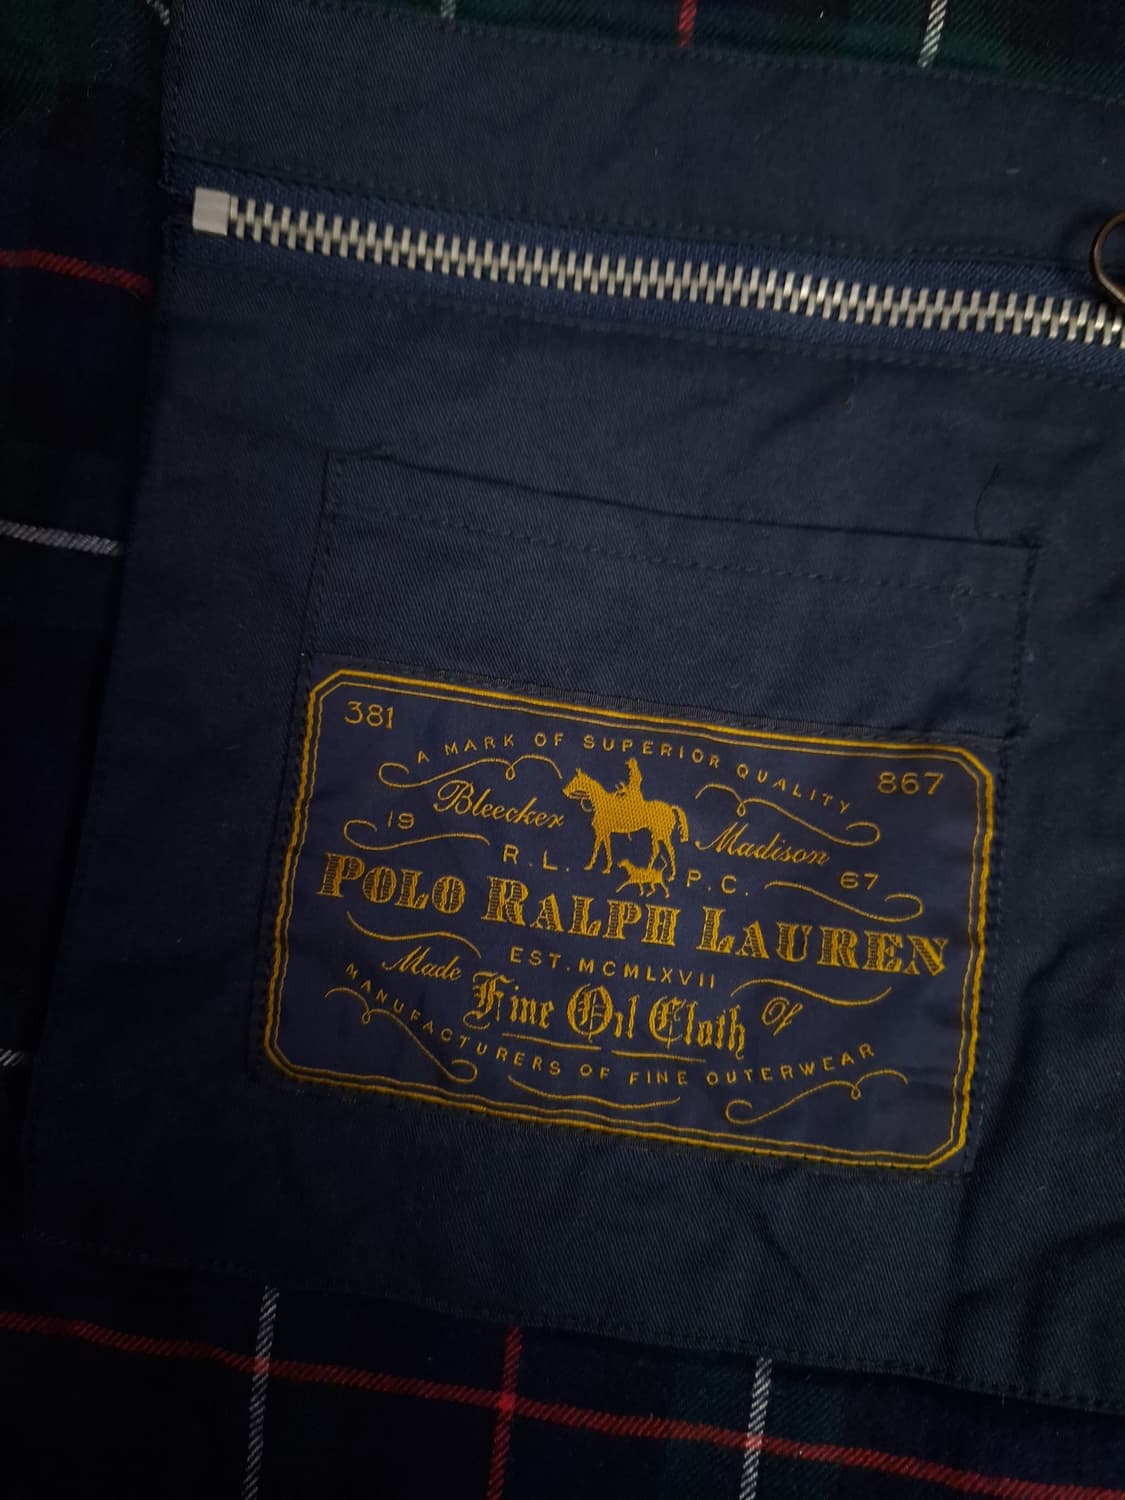 381
867
A MARK OF SUPERIOR QUALITY
Bleecker Madison
19 67
R.L. P.C.
POLO RALPH LAUREN
EST. MCMLXVII
Made Fine Oil Cloth Of
MANUFACTURERS OF FINE OUTERWEAR